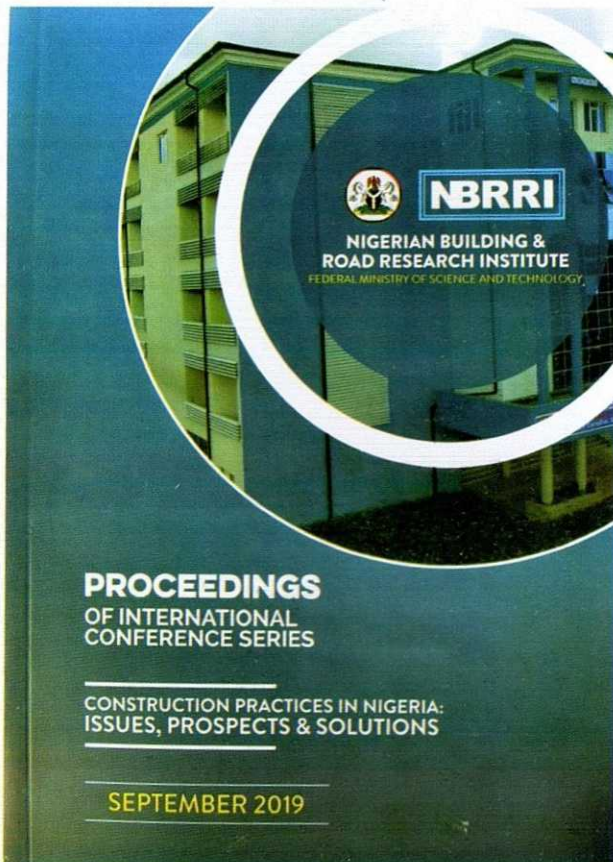 NBRRI
NIGERIAN BUILDING &
ROAD RESEARCH INSTITUTE
FEDERAL MINISTRY OF SCIENCE AND TECHNOLOGY
PROCEEDINGS
OF INTERNATIONAL
CONFERENCE SERIES
CONSTRUCTION PRACTICES IN NIGERIA:
ISSUES, PROSPECTS & SOLUTIONS
SEPTEMBER 2019